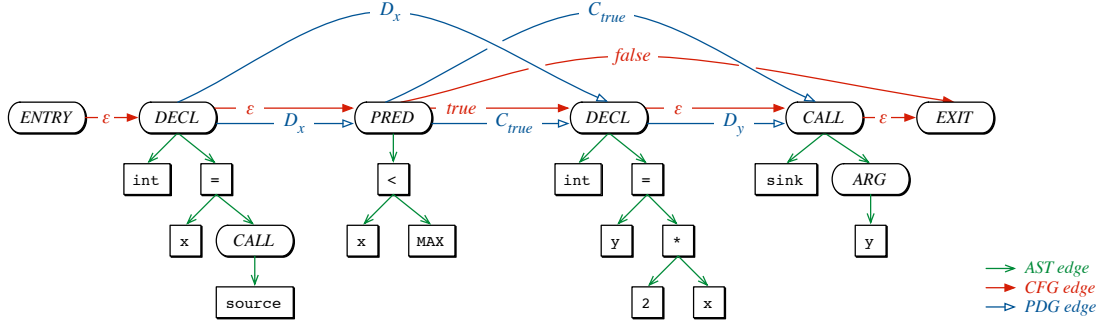 D_x C_true
false
ENTRY ε DECL ε PRED true DECL ε CALL ε EXIT
D_x C_true D_y
int = < int = sink ARG
x CALL x MAX y * y
source 2 x
AST edge
CFG edge
PDG edge